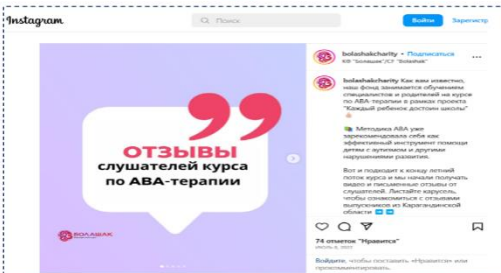 Instagram
Поиск
Войти
Зарегистр
bolashakcharity • Подписаться
КФ "Болашак"/CF "Bolashak"
bolashakcharity Как вам известно,
наш фонд занимается обучением
специалистов и родителей на курсе
по АВА-терапии в рамках проекта
"Каждый ребенок достоин школы"
Методика АВА уже
зарекомендовала себя как
эффективный инструмент помощи
детям с аутизмом и другими
нарушениями развития.
Вот и подходит к концу летний
поток курса и мы начали получать
видео и письменные отзывы от
слушателей. Листайте карусель,
чтобы ознакомиться с отзывами
выпускников из Карагандинской
области
ОТЗЫВЫ
слушателей курса
по АВА-терапии
БОЛАШАК
74 отметок "Нравится"
Войдите, чтобы поставить «Нравится» или
прокомментировать.